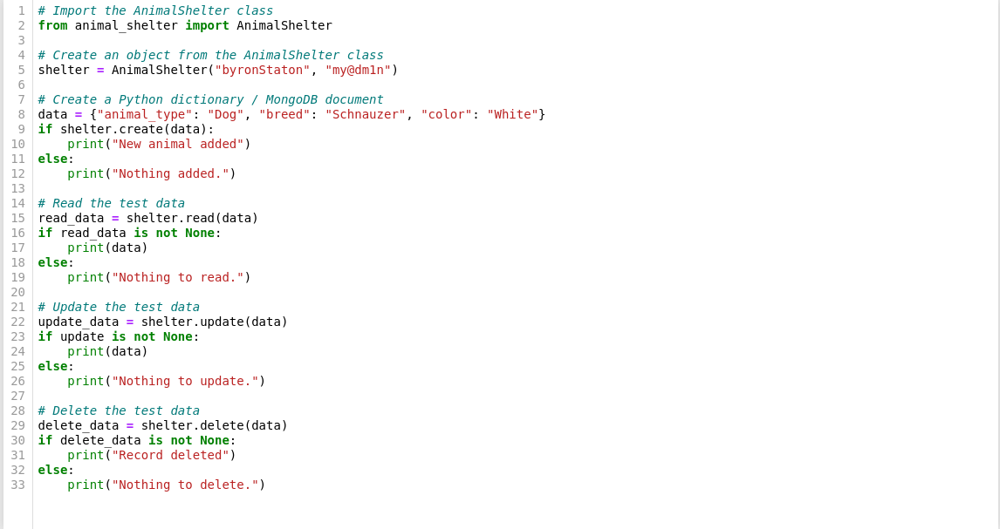 1 # Import the AnimalShelter class
2 from animal_shelter import AnimalShelter
3
4 # Create an object from the AnimalShelter class
5 shelter = AnimalShelter("byronStaton", "my@dm1n")
6
7 # Create a Python dictionary / MongoDB document
8 data = {"animal_type": "Dog", "breed": "Schnauzer", "color": "White"}
9 if shelter.create(data):
10     print("New animal added")
11 else:
12     print("Nothing added.")
13
14 # Read the test data
15 read_data = shelter.read(data)
16 if read_data is not None:
17     print(data)
18 else:
19     print("Nothing to read.")
20
21 # Update the test data
22 update_data = shelter.update(data)
23 if update is not None:
24     print(data)
25 else:
26     print("Nothing to update.")
27
28 # Delete the test data
29 delete_data = shelter.delete(data)
30 if delete_data is not None:
31     print("Record deleted")
32 else:
33     print("Nothing to delete.")